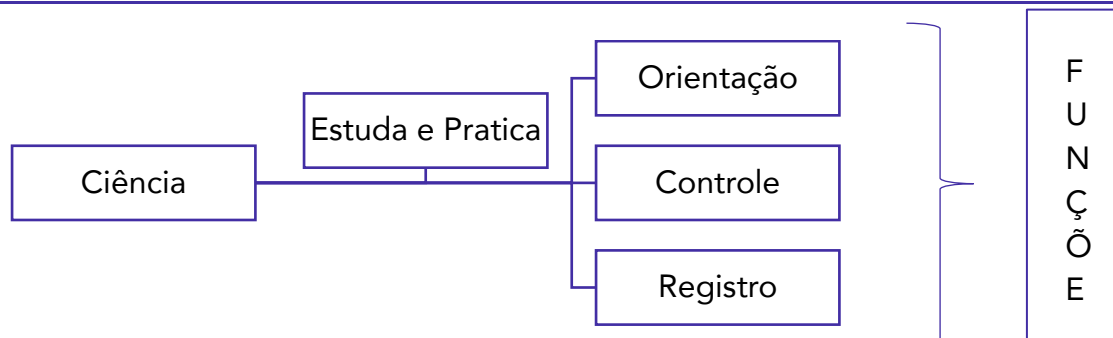 Orientação
Estuda e Pratica
Ciência
Controle
Registro
F
U
N
Ç
Õ
E